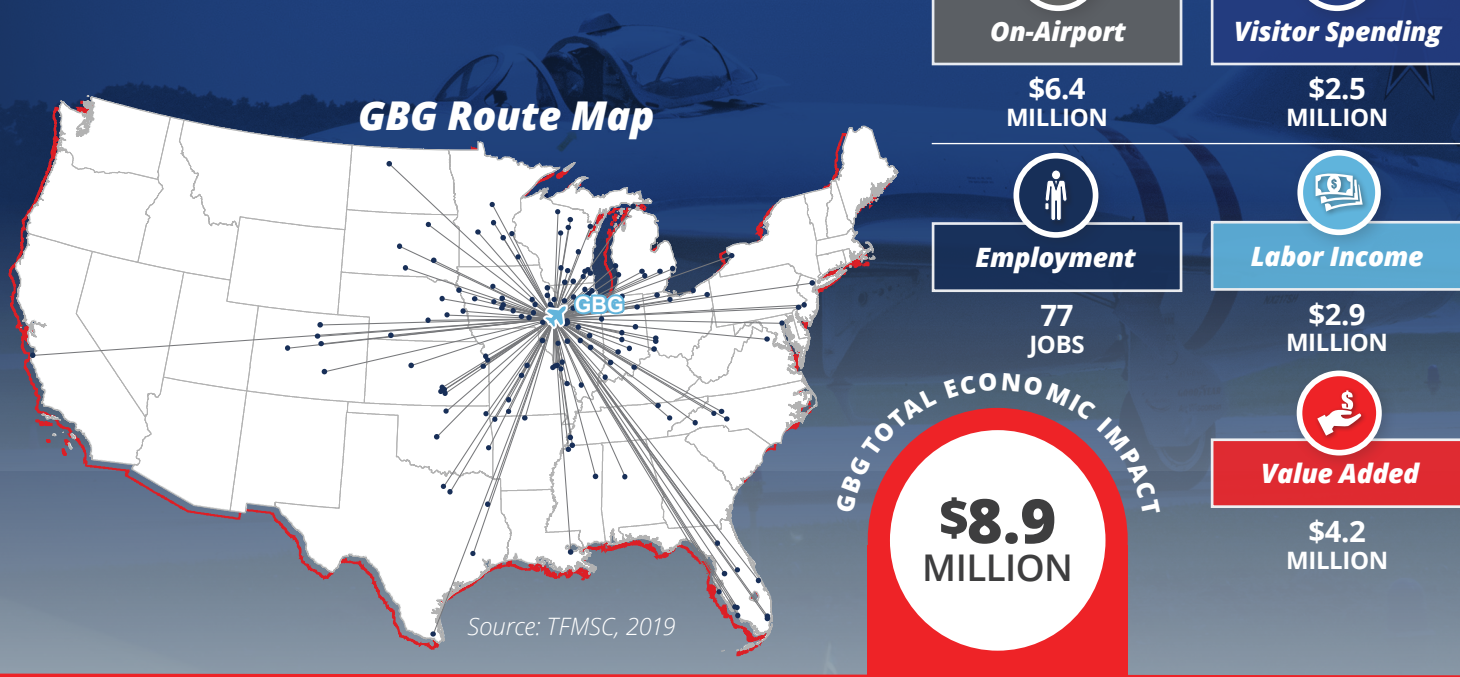 On-Airport
$6.4
MILLION
Visitor Spending
$2.5
MILLION
GBG Route Map
GBG
Source: TFMSC, 2019
Employment
77
JOBS
Labor Income
$2.9
MILLION
GBG TOTAL ECONOMIC IMPACT
$8.9
MILLION
Value Added
$4.2
MILLION